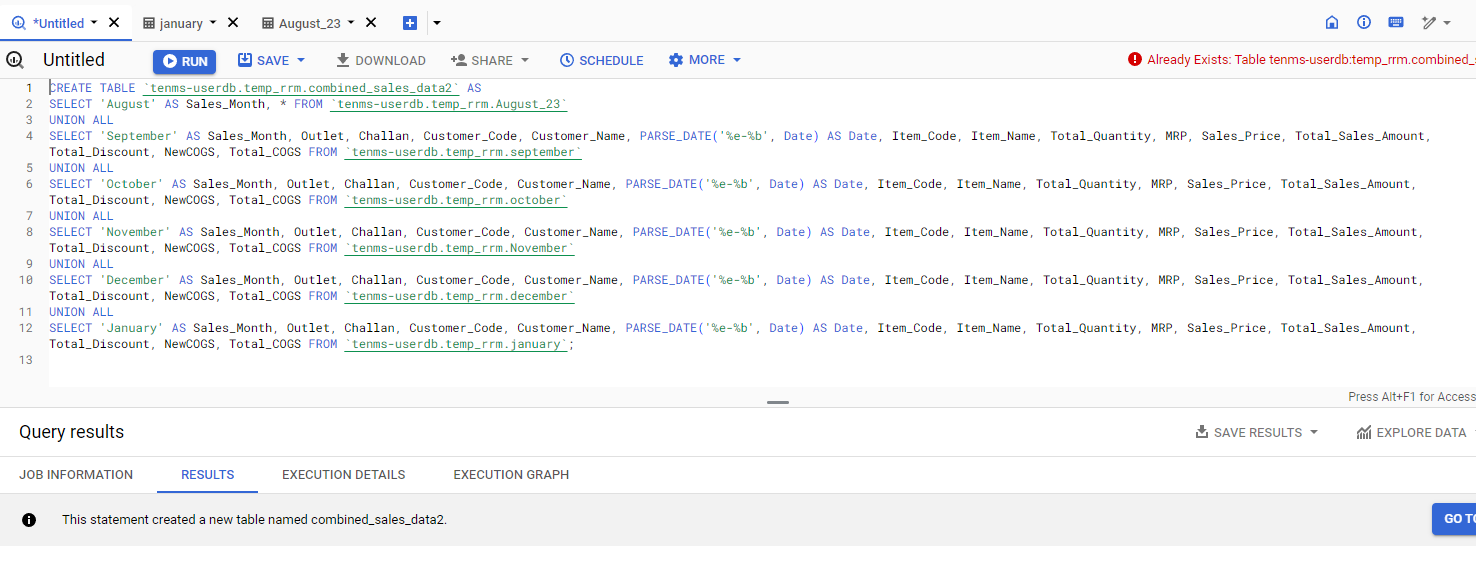 *Untitled
january
August_23
Untitled
RUN
SAVE
DOWNLOAD
SHARE
SCHEDULE
MORE
Already Exists: Table tenms-userdb:temp_rrm.combined_s
1 CREATE TABLE `tenms-userdb.temp_rrm.combined_sales_data2` AS
2 SELECT 'August' AS Sales_Month, * FROM `tenms-userdb.temp_rrm.August_23`
3 UNION ALL
4 SELECT 'September' AS Sales_Month, Outlet, Challan, Customer_Code, Customer_Name, PARSE_DATE('%e-%b', Date) AS Date, Item_Code, Item_Name, Total_Quantity, MRP, Sales_Price, Total_Sales_Amount,
Total_Discount, NewCOGS, Total_COGS FROM `tenms-userdb.temp_rrm.september`
5 UNION ALL
6 SELECT 'October' AS Sales_Month, Outlet, Challan, Customer_Code, Customer_Name, PARSE_DATE('%e-%b', Date) AS Date, Item_Code, Item_Name, Total_Quantity, MRP, Sales_Price, Total_Sales_Amount,
Total_Discount, NewCOGS, Total_COGS FROM `tenms-userdb.temp_rrm.october`
7 UNION ALL
8 SELECT 'November' AS Sales_Month, Outlet, Challan, Customer_Code, Customer_Name, PARSE_DATE('%e-%b', Date) AS Date, Item_Code, Item_Name, Total_Quantity, MRP, Sales_Price, Total_Sales_Amount,
Total_Discount, NewCOGS, Total_COGS FROM `tenms-userdb.temp_rrm.November`
9 UNION ALL
10 SELECT 'December' AS Sales_Month, Outlet, Challan, Customer_Code, Customer_Name, PARSE_DATE('%e-%b', Date) AS Date, Item_Code, Item_Name, Total_Quantity, MRP, Sales_Price, Total_Sales_Amount,
Total_Discount, NewCOGS, Total_COGS FROM `tenms-userdb.temp_rrm.december`
11 UNION ALL
12 SELECT 'January' AS Sales_Month, Outlet, Challan, Customer_Code, Customer_Name, PARSE_DATE('%e-%b', Date) AS Date, Item_Code, Item_Name, Total_Quantity, MRP, Sales_Price, Total_Sales_Amount,
Total_Discount, NewCOGS, Total_COGS FROM `tenms-userdb.temp_rrm.january`;
13
Press Alt+F1 for Access
Query results
SAVE RESULTS
EXPLORE DATA
JOB INFORMATION
RESULTS
EXECUTION DETAILS
EXECUTION GRAPH
This statement created a new table named combined_sales_data2.
GO TO